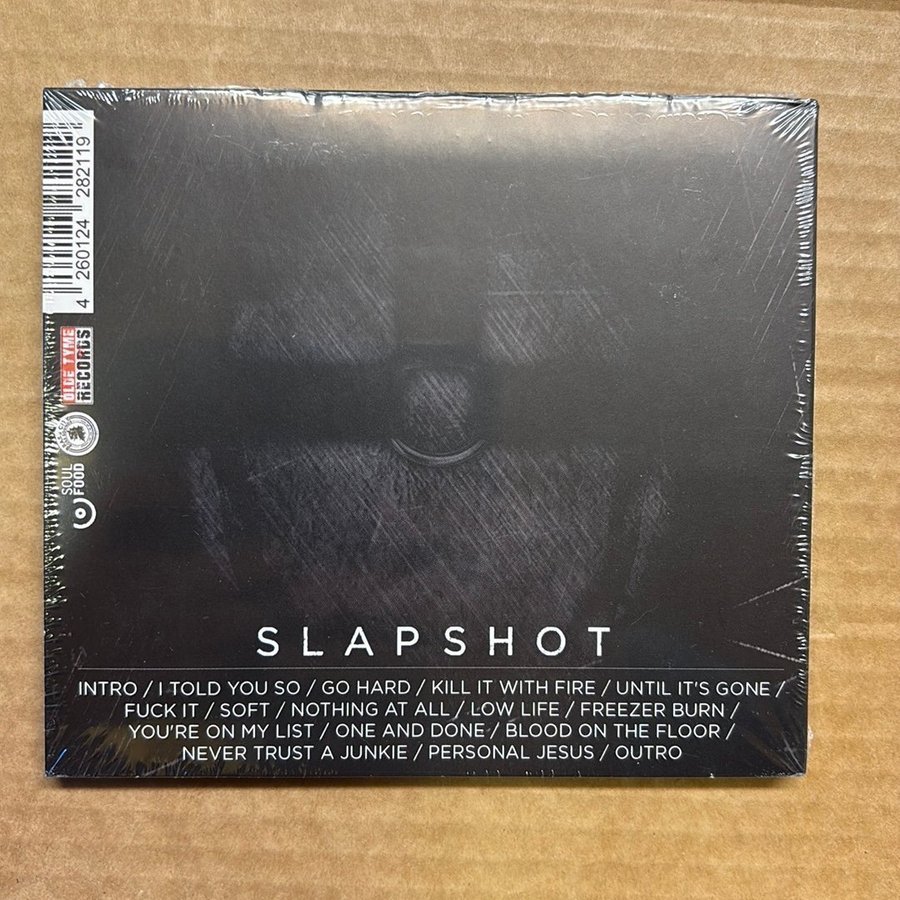 4 260124 282119
OLDE TYME
RECORDS
SOUL
FOOD
SLAPSHOT
INTRO / I TOLD YOU SO / GO HARD / KILL IT WITH FIRE / UNTIL IT'S GONE /
FUCK IT / SOFT / NOTHING AT ALL / LOW LIFE / FREEZER BURN /
YOU'RE ON MY LIST / ONE AND DONE / BLOOD ON THE FLOOR /
NEVER TRUST A JUNKIE / PERSONAL JESUS / OUTRO